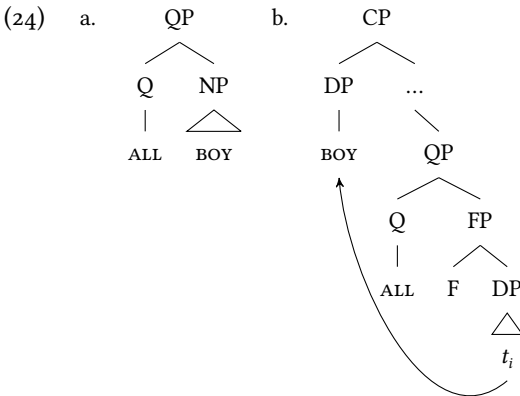 (24) a. QP b. CP
Q NP DP ...
ALL BOY BOY QP
Q FP
ALL F DP
t_i